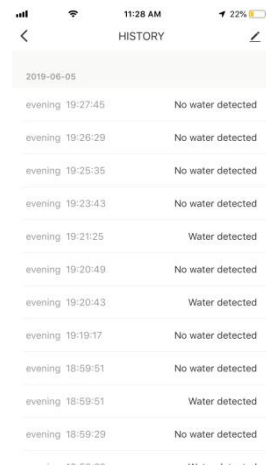 11:28 AM 22%
HISTORY
2019-06-05
evening 19:27:45 No water detected
evening 19:26:29 No water detected
evening 19:25:35 No water detected
evening 19:23:43 No water detected
evening 19:21:25 Water detected
evening 19:20:49 No water detected
evening 19:20:43 Water detected
evening 19:19:17 No water detected
evening 18:59:51 No water detected
evening 18:59:51 Water detected
evening 18:59:29 No water detected